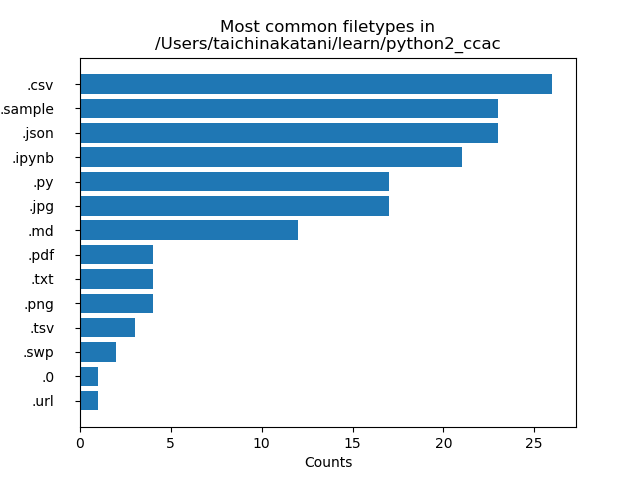 Most common filetypes in
/Users/taichinakatani/learn/python2_ccac
.csv
.sample
.json
.ipynb
.py
.jpg
.md
.pdf
.txt
.png
.tsv
.swp
.0
.url
0 5 10 15 20 25
Counts